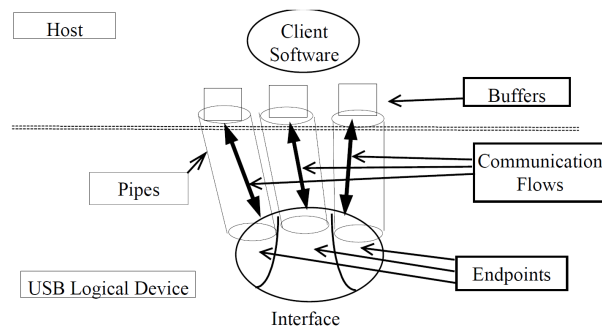 Host
Client
Software
Buffers
Pipes
Communication
Flows
USB Logical Device
Endpoints
Interface